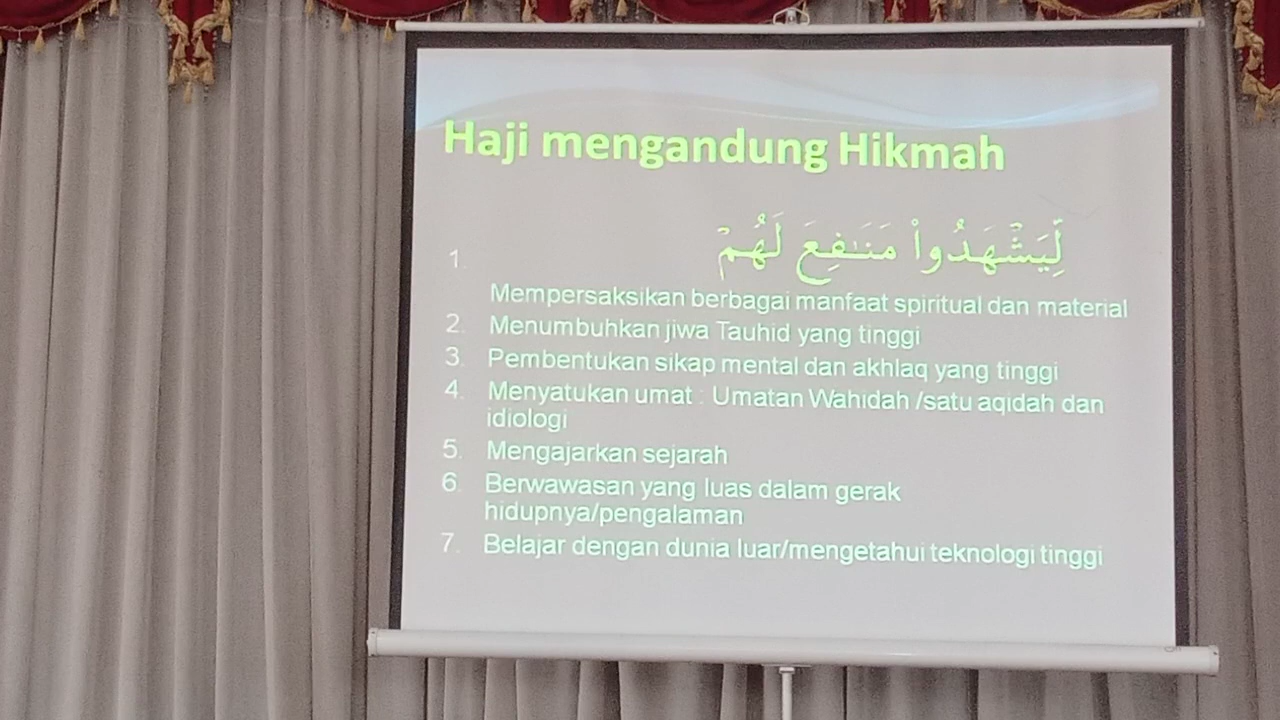 Haji mengandung Hikmah
لِّيَشْهَدُواْ مَنَـٰفِعَ لَهُمْ
1.
Mempersaksikan berbagai manfaat spiritual dan material
2. Menumbuhkan jiwa Tauhid yang tinggi
3. Pembentukan sikap mental dan akhlaq yang tinggi
4. Menyatukan umat : Umatan Wahidah /satu aqidah dan
idiologi
5. Mengajarkan sejarah
6. Berwawasan yang luas dalam gerak
hidupnya/pengalaman
7. Belajar dengan dunia luar/mengetahui teknologi tinggi